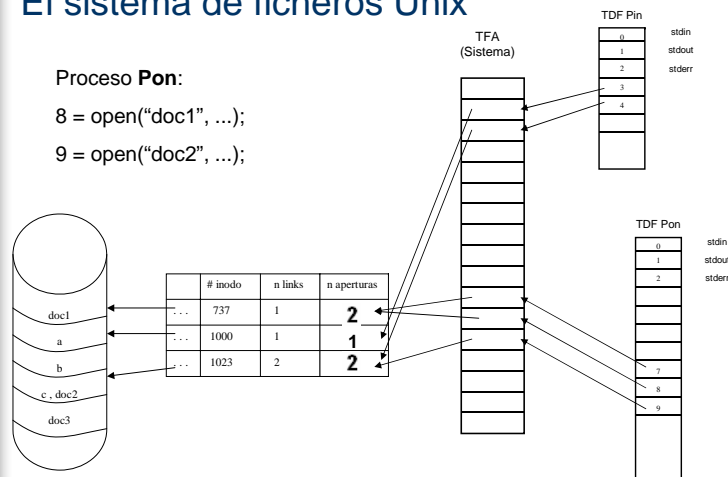 El sistema de ficheros Unix
Proceso Pon:
8 = open("doc1", ...);
9 = open("doc2", ...);
TFA
(Sistema)
TDF Pin
0 stdin
1 stdout
2 stderr
3
4
TDF Pon
0 stdin
1 stdout
2 stderr
7
8
9
# inodo n links n aperturas
. . . 737 1 2
. . . 1000 1 1
. . . 1023 2 2
doc1
a
b
c , doc2
doc3